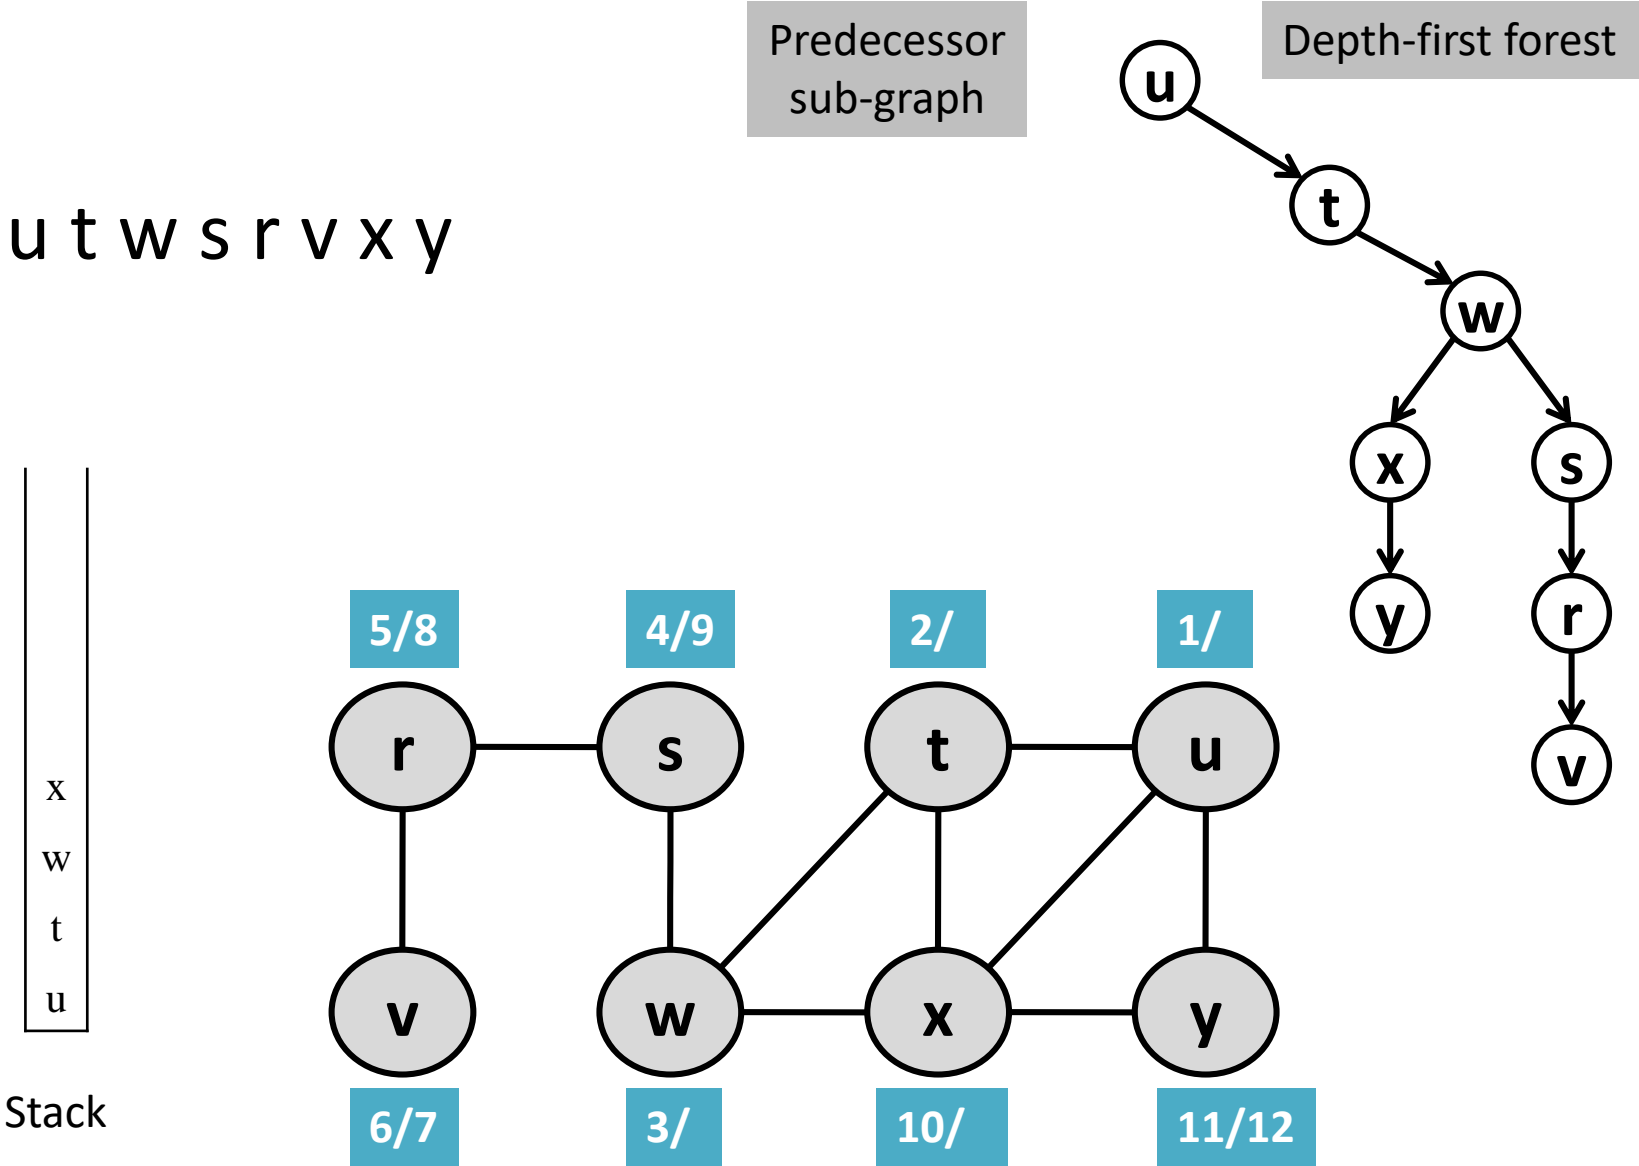 Predecessor
sub-graph
Depth-first forest
u
t
w
x s
y r
v
u t w s r v x y
x
w
t
u
Stack
5/8 4/9 2/ 1/
r s t u
v w x y
6/7 3/ 10/ 11/12